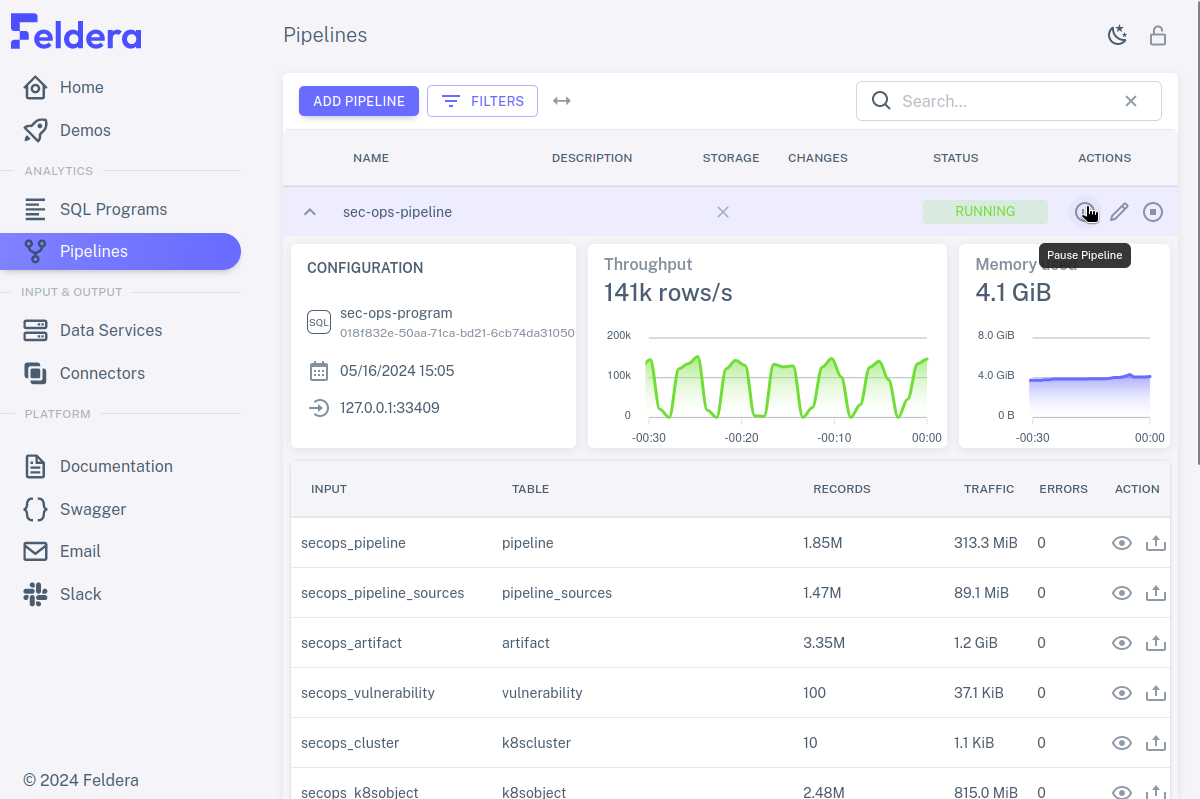 Feldera
Pipelines
Home
Demos
ANALYTICS
SQL Programs
Pipelines
INPUT & OUTPUT
Data Services
Connectors
PLATFORM
Documentation
Swagger
Email
Slack
© 2024 Feldera
ADD PIPELINE FILTERS Search...
NAME DESCRIPTION STORAGE CHANGES STATUS ACTIONS
sec-ops-pipeline RUNNING
Pause Pipeline
CONFIGURATION
SQL
sec-ops-program
018f832e-50aa-71ca-bd21-6cb74da31050
05/16/2024 15:05
127.0.0.1:33409
Throughput
141k rows/s
200k
100k
0
-00:30 -00:20 -00:10 00:00
Memory used
4.1 GiB
8.0 GiB
4.0 GiB
0 B
-00:30 00:00
INPUT TABLE RECORDS TRAFFIC ERRORS ACTION
secops_pipeline pipeline 1.85M 313.3 MiB 0
secops_pipeline_sources pipeline_sources 1.47M 89.1 MiB 0
secops_artifact artifact 3.35M 1.2 GiB 0
secops_vulnerability vulnerability 100 37.1 KiB 0
secops_cluster k8scluster 10 1.1 KiB 0
secops_k8sobject k8sobject 2.48M 815.0 MiB 0